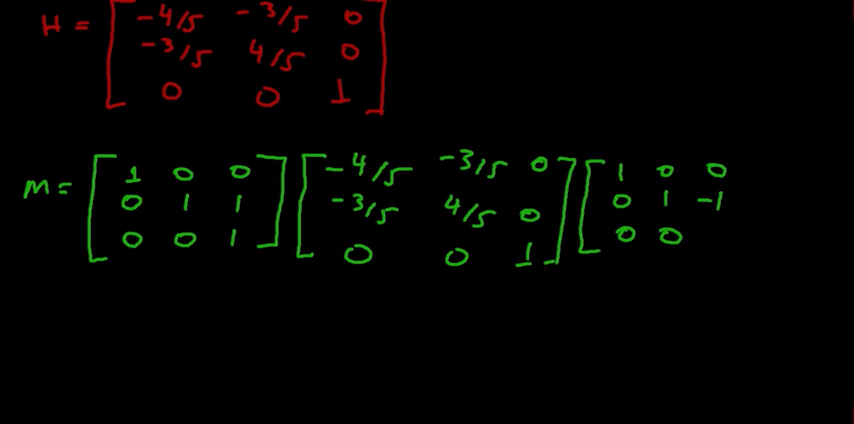 H = [ -4/5 -3/5 0
-3/5 4/5 0
0 0 1 ]
M = [ 1 0 0 ] [ -4/5 -3/5 0 ] [ 1 0 0
0 1 1 -3/5 4/5 0 0 1 -1
0 0 1 0 0 1 0 0